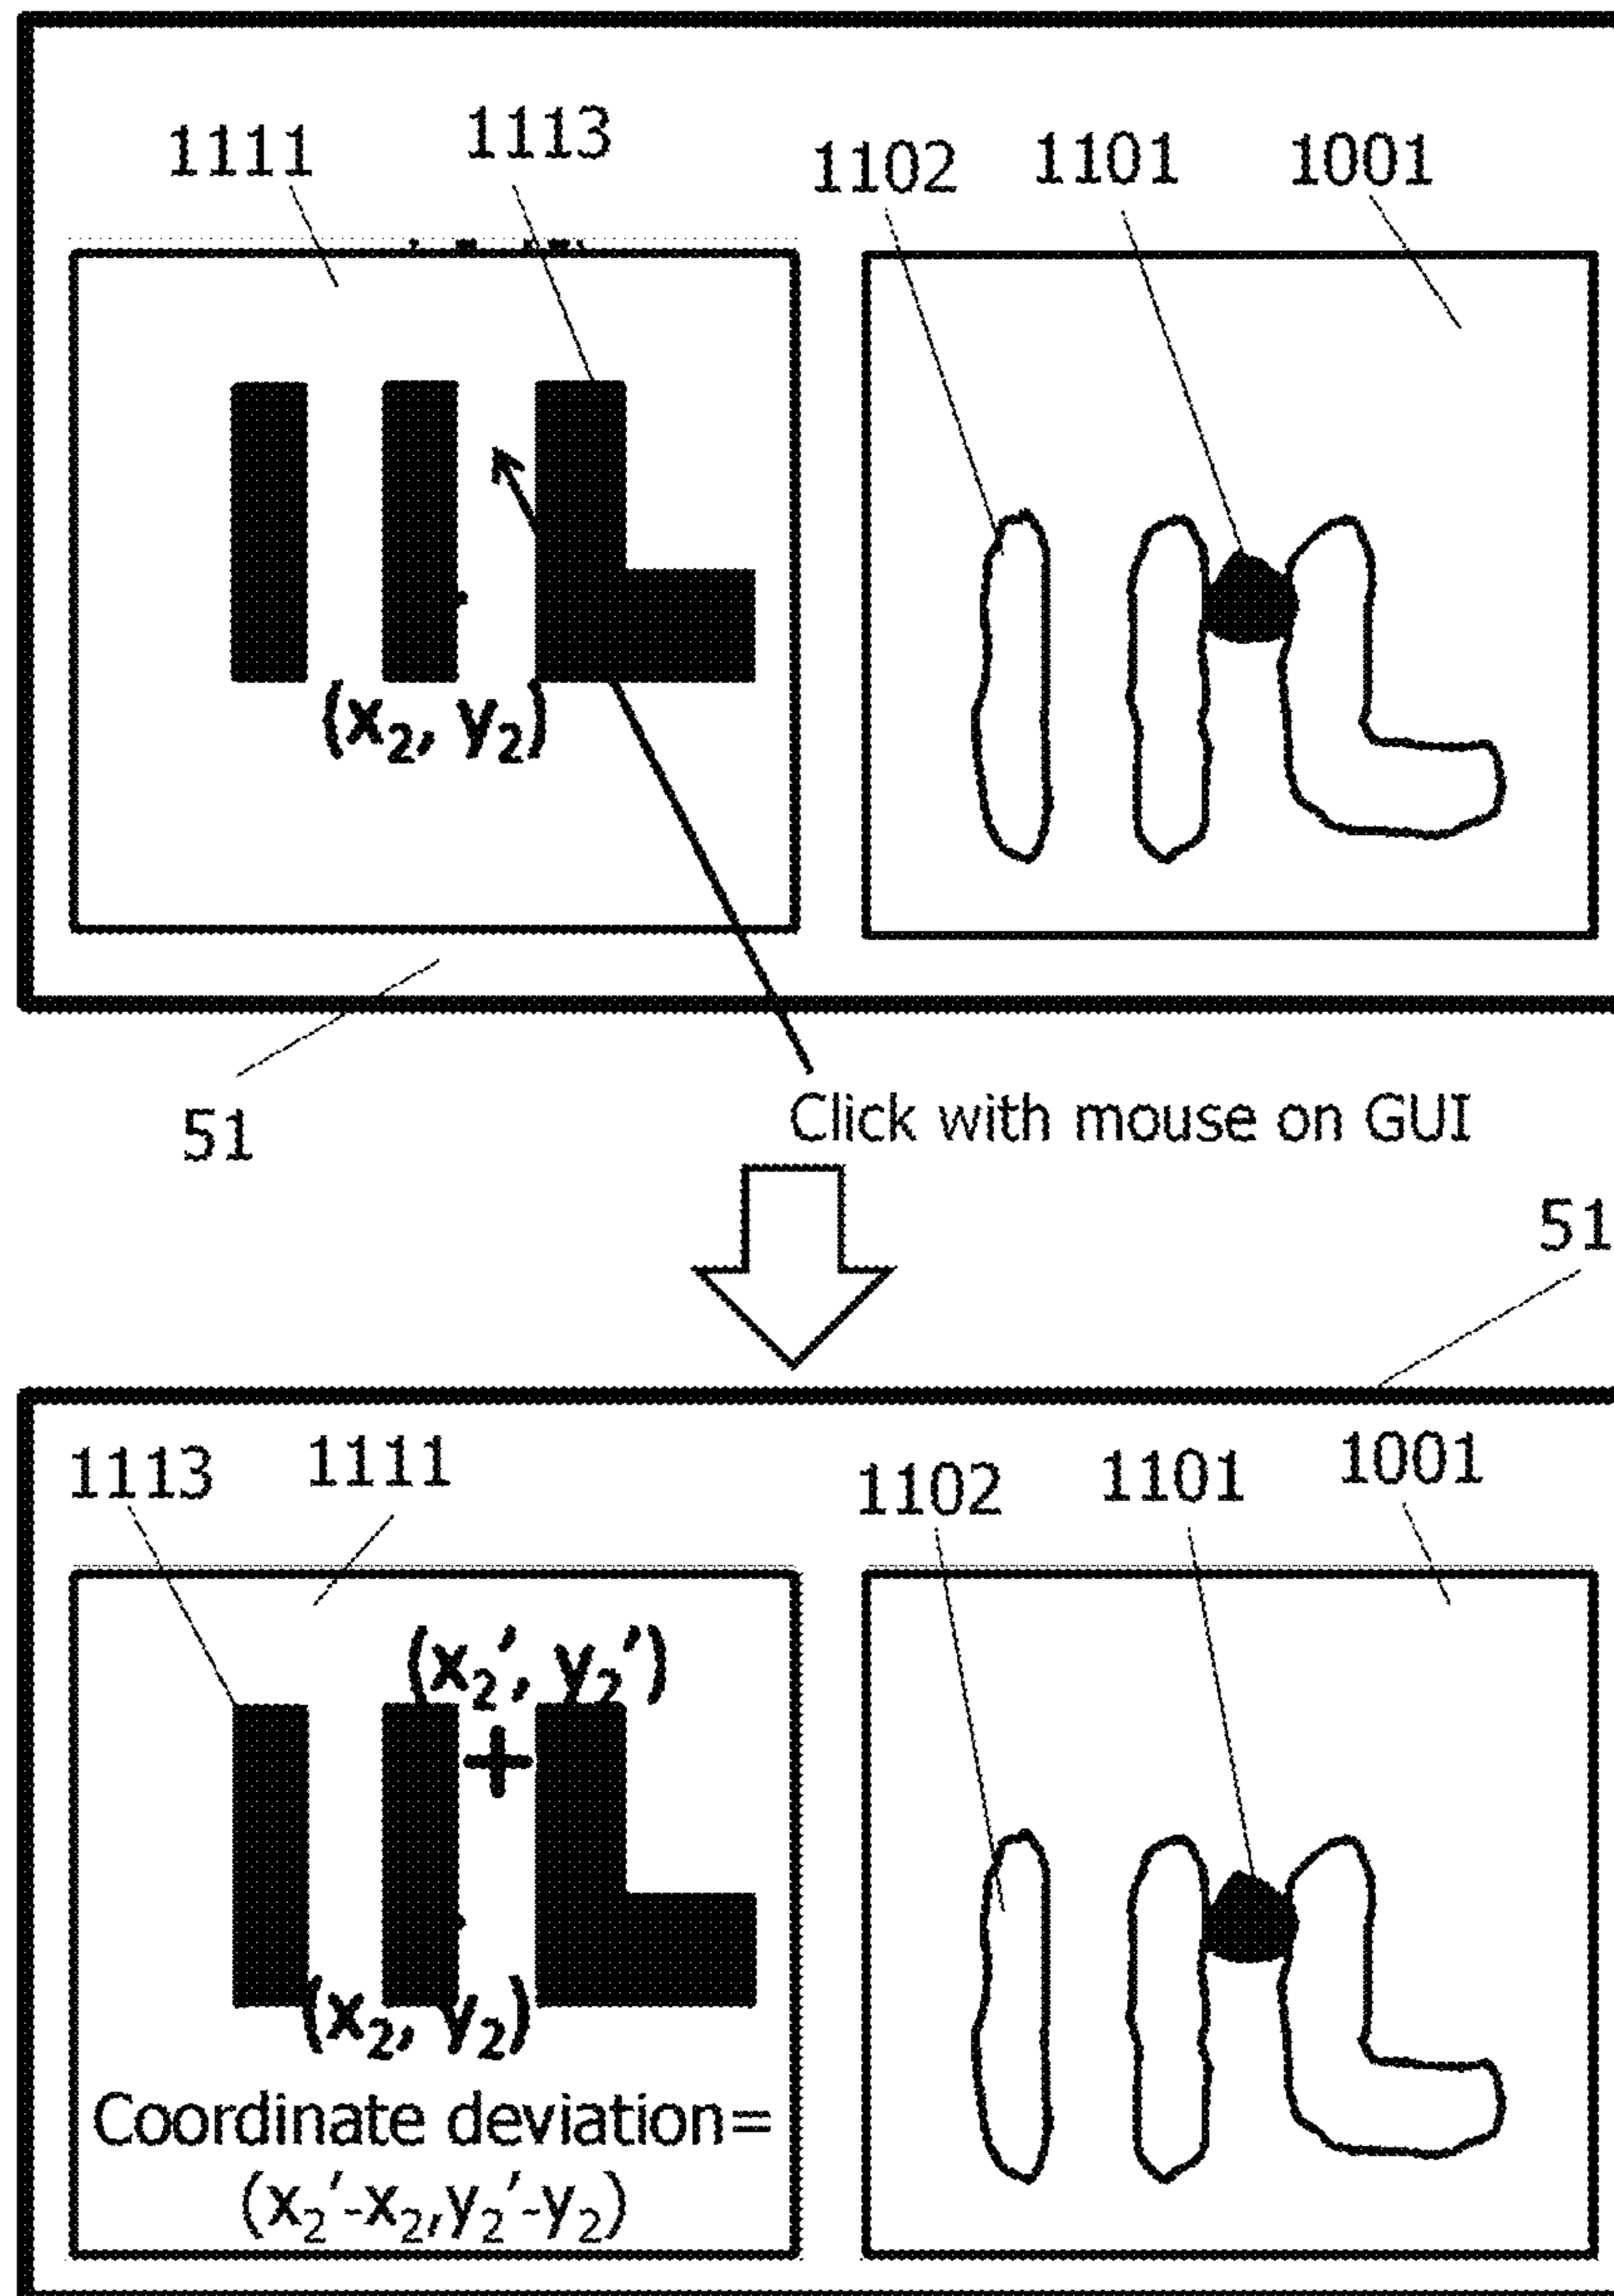 1111
1113
1102
1101
1001
(x₂, y₂)
51
Click with mouse on GUI
51
1113
1111
1102
1101
1001
(x₂′, y₂′)
(x₂, y₂)
Coordinate deviation=
(x₂′-x₂,y₂′-y₂)